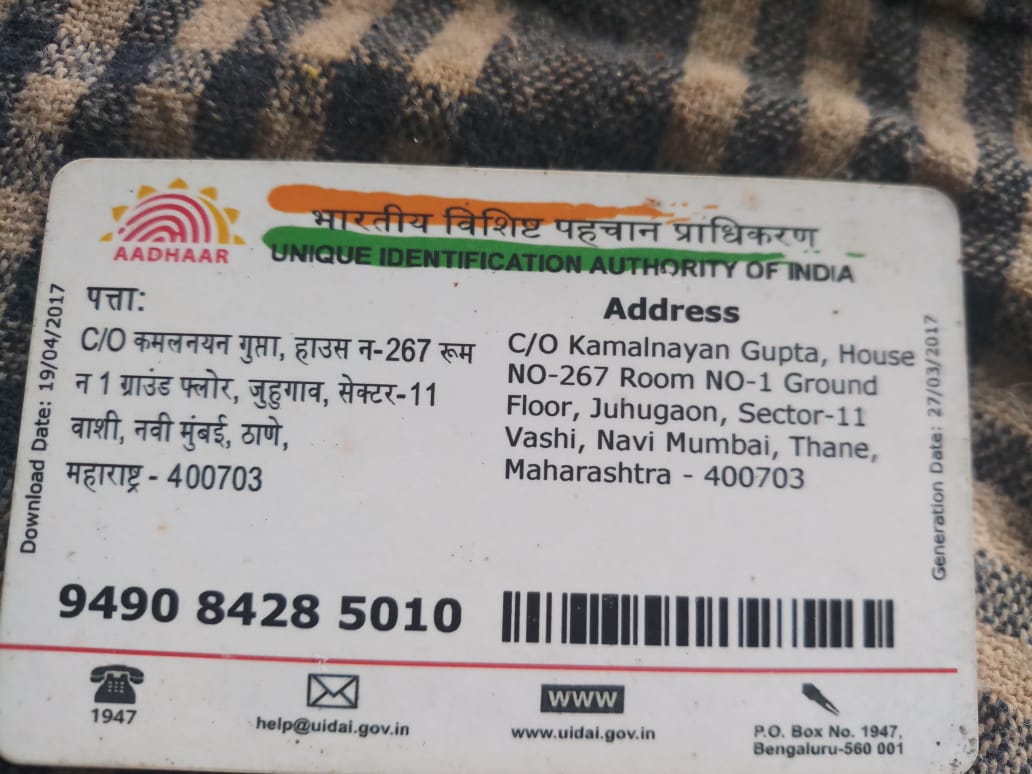 भारतीय विशिष्ट पहचान प्राधिकरण
AADHAAR
UNIQUE IDENTIFICATION AUTHORITY OF INDIA
पत्ता:
C/O कमलनयन गुप्ता, हाउस न-267 रूम
न 1 ग्राउंड फ्लोर, जुहुगाव, सेक्टर-11
वाशी, नवी मुंबई, ठाणे,
महाराष्ट्र - 400703
Address
C/O Kamalnayan Gupta, House
NO-267 Room NO-1 Ground
Floor, Juhugaon, Sector-11
Vashi, Navi Mumbai, Thane,
Maharashtra - 400703
Download Date: 19/04/2017
Generation Date: 27/03/2017
9490 8428 5010
1947
help@uidai.gov.in
www
www.uidai.gov.in
P.O. Box No. 1947,
Bengaluru-560 001